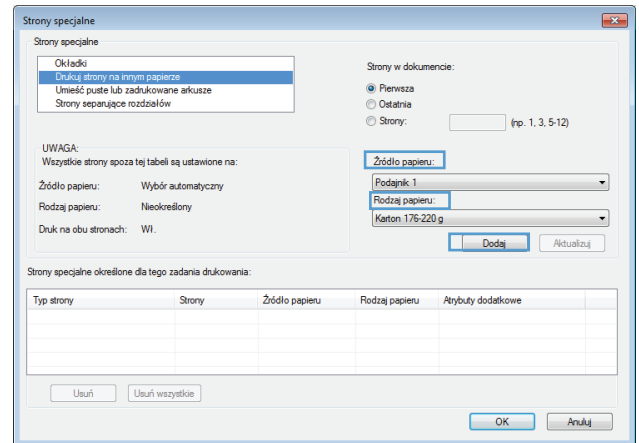 Strony specjalne
Strony specjalne
Okładki
Drukuj strony na innym papierze
Umieść puste lub zadrukowane arkusze
Strony separujące rozdziałów
Strony w dokumencie:
Pierwsza
Ostatnia
Strony:
(np. 1, 3, 5-12)
UWAGA:
Wszystkie strony spoza tej tabeli są ustawione na:
Źródło papieru: Wybór automatyczny
Rodzaj papieru: Nieokreślony
Druk na obu stronach: Wł.
Źródło papieru:
Podajnik 1
Rodzaj papieru:
Karton 176-220 g
Dodaj Aktualizuj
Strony specjalne określone dla tego zadania drukowania:
Typ strony Strony Źródło papieru Rodzaj papieru Atrybuty dodatkowe
Usuń Usuń wszystkie
OK Anuluj